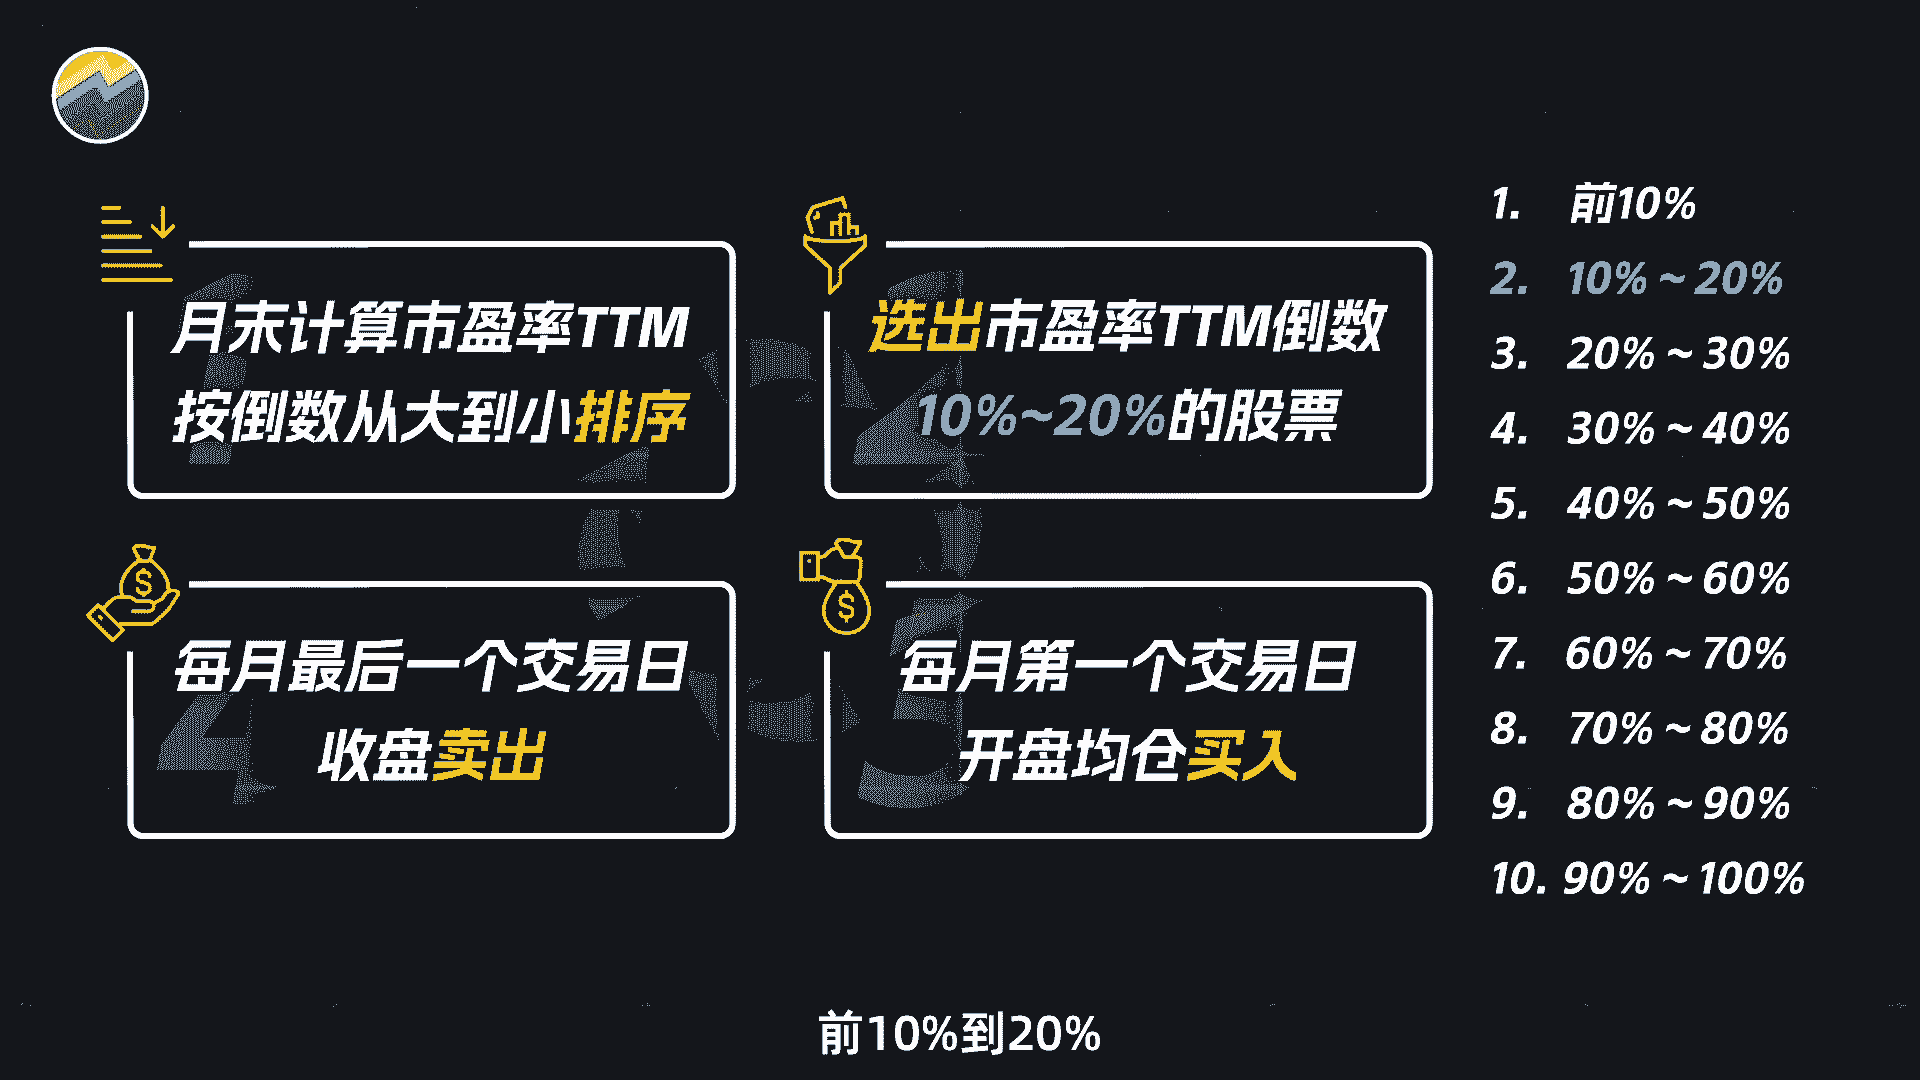 月末计算市盈率TTM
按倒数从大到小排序
1
选出市盈率TTM倒数
10%~20%的股票
2
每月最后一个交易日
收盘卖出
4
每月第一个交易日
开盘均仓买入
3
1. 前10%
2. 10% ~ 20%
3. 20% ~ 30%
4. 30% ~ 40%
5. 40% ~ 50%
6. 50% ~ 60%
7. 60% ~ 70%
8. 70% ~ 80%
9. 80% ~ 90%
10. 90% ~ 100%
前10%到20%